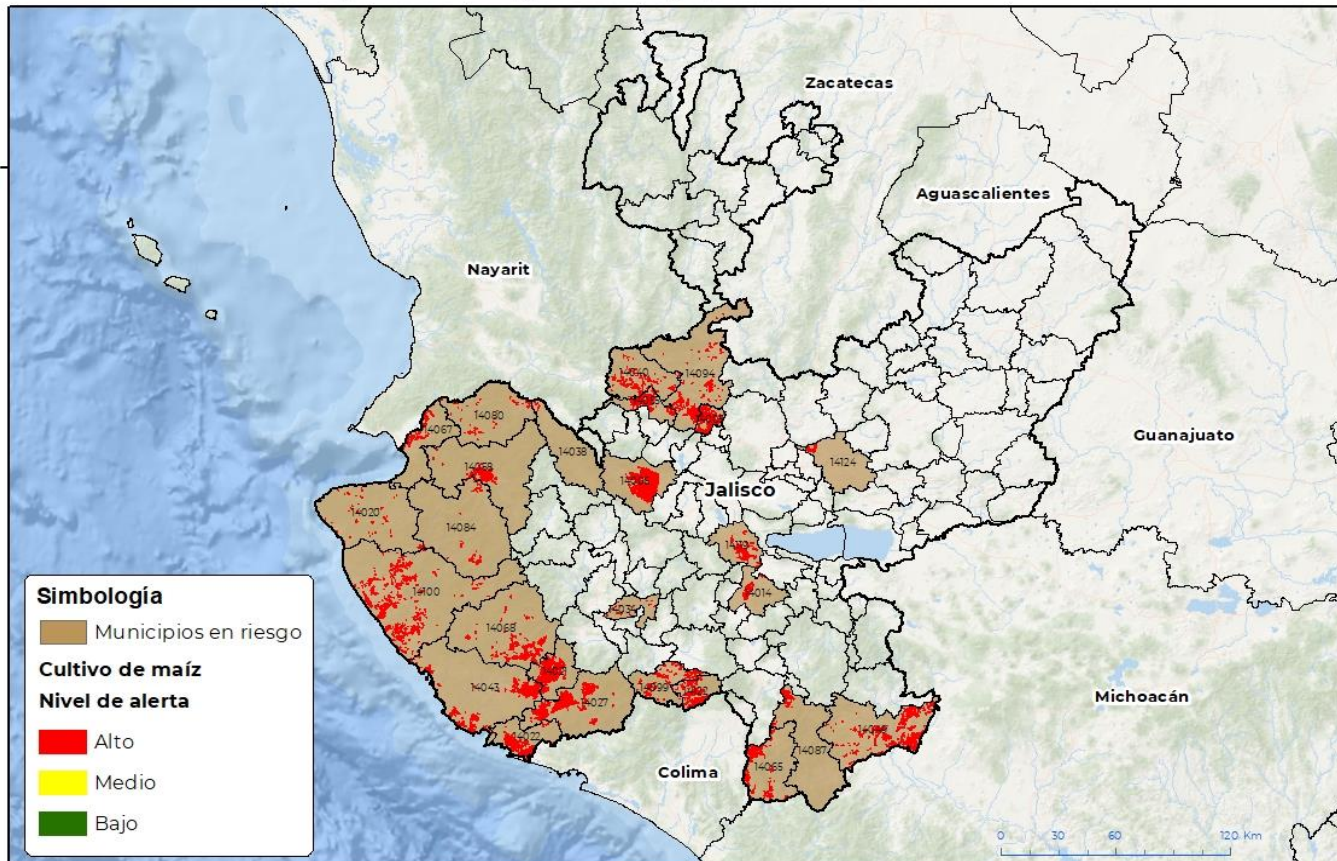 Zacatecas
Aguascalientes
Nayarit
Guanajuato
14094
14080
14067
14038
14124
Jalisco
14020
14084
14014
14100
14068
14043
14027
14022
14087
14065
Michoacán
Colima
Simbología
Municipios en riesgo
Cultivo de maíz
Nivel de alerta
Alto
Medio
Bajo
0 30 60 120 Km